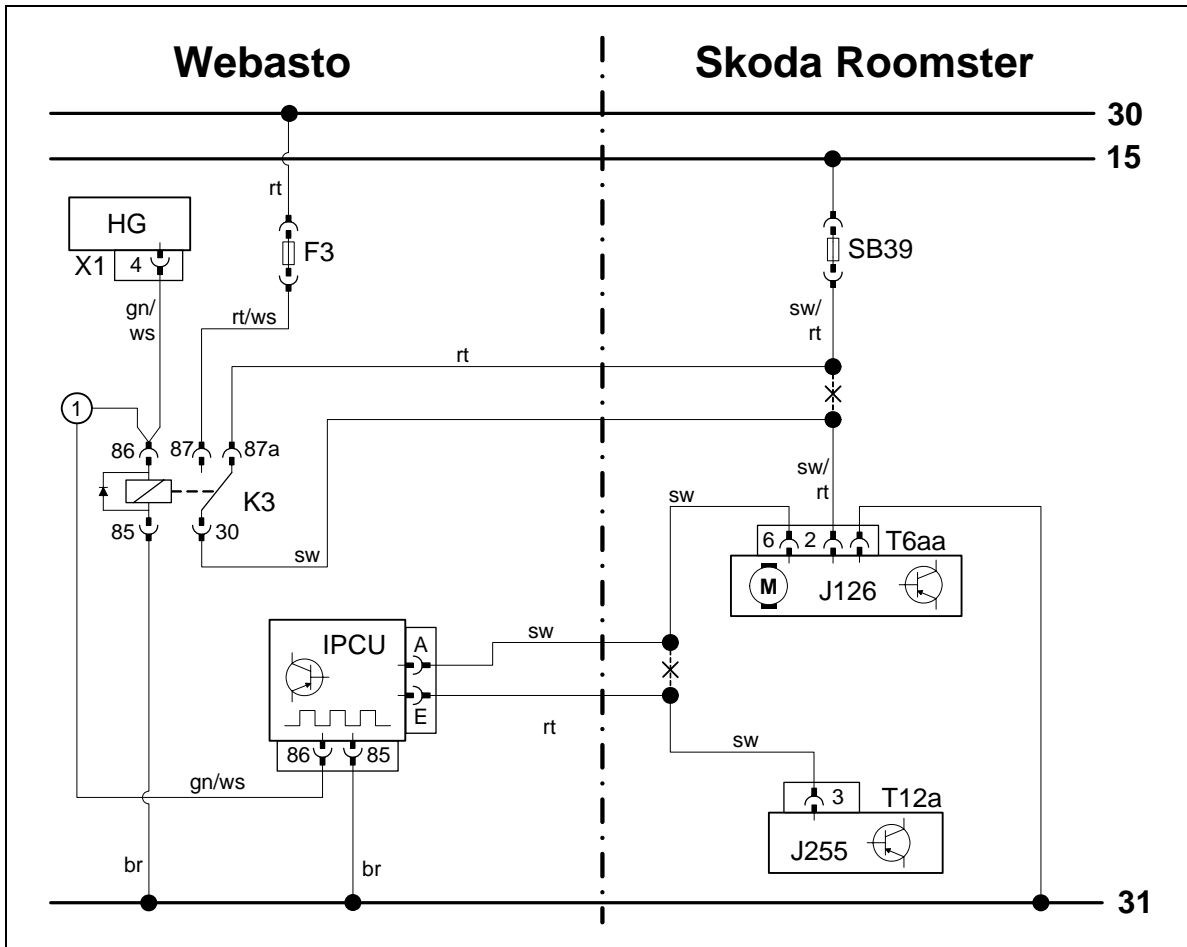 Webasto
Skoda Roomster
30
15
rt
HG
F3
SB39
X1
4
gn/
ws
rt/ws
sw/
rt
rt
1
86
87
87a
K3
85
30
sw
sw/
rt
sw
6
2
T6aa
M
J126
IPCU
A
sw
E
rt
86
85
sw
gn/ws
3
T12a
J255
br
br
31